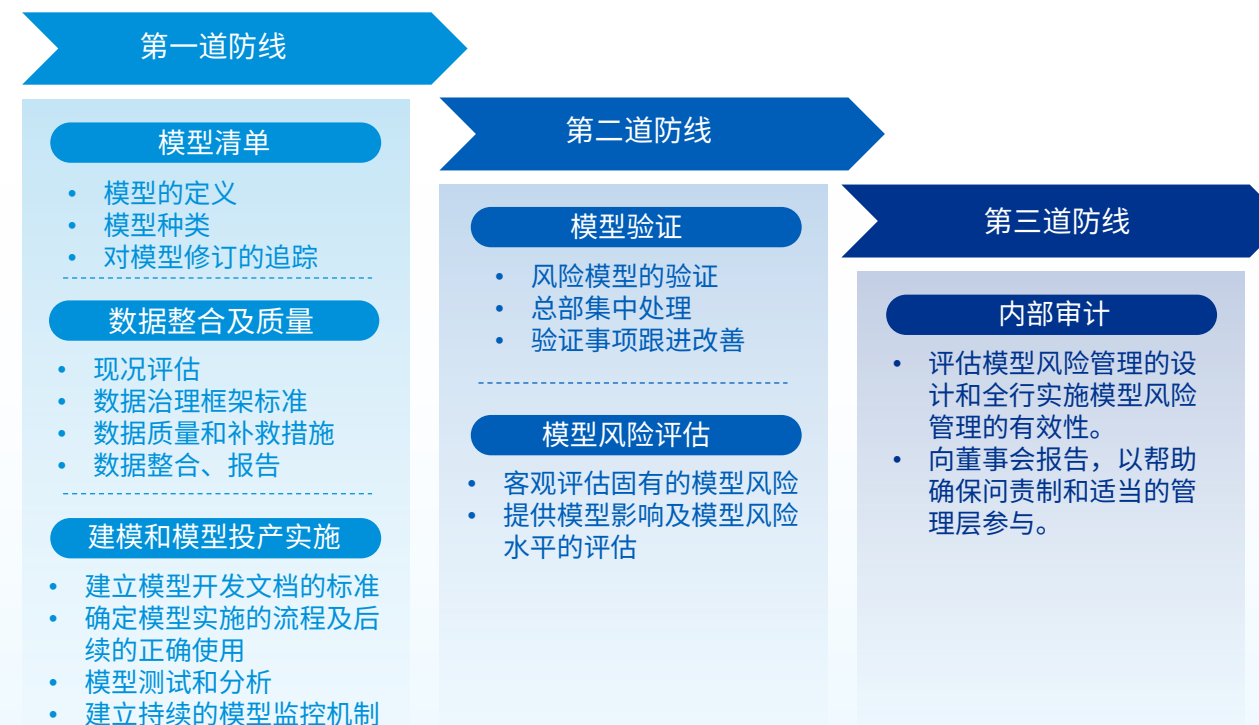 第一道防线
模型清单
• 模型的定义
• 模型种类
• 对模型修订的追踪
数据整合及质量
• 现况评估
• 数据治理框架标准
• 数据质量和补救措施
• 数据整合、报告
建模和模型投产实施
• 建立模型开发文档的标准
• 确定模型实施的流程及后
续的正确使用
• 模型测试和分析
• 建立持续的模型监控机制
第二道防线
模型验证
• 风险模型的验证
• 总部集中处理
• 验证事项跟进改善
模型风险评估
• 客观评估固有的模型风险
• 提供模型影响及模型风险
水平的评估
第三道防线
内部审计
• 评估模型风险管理的设
计和全行实施模型风险
管理的有效性。
• 向董事会报告，以帮助
确保问责制和适当的管
理层参与。